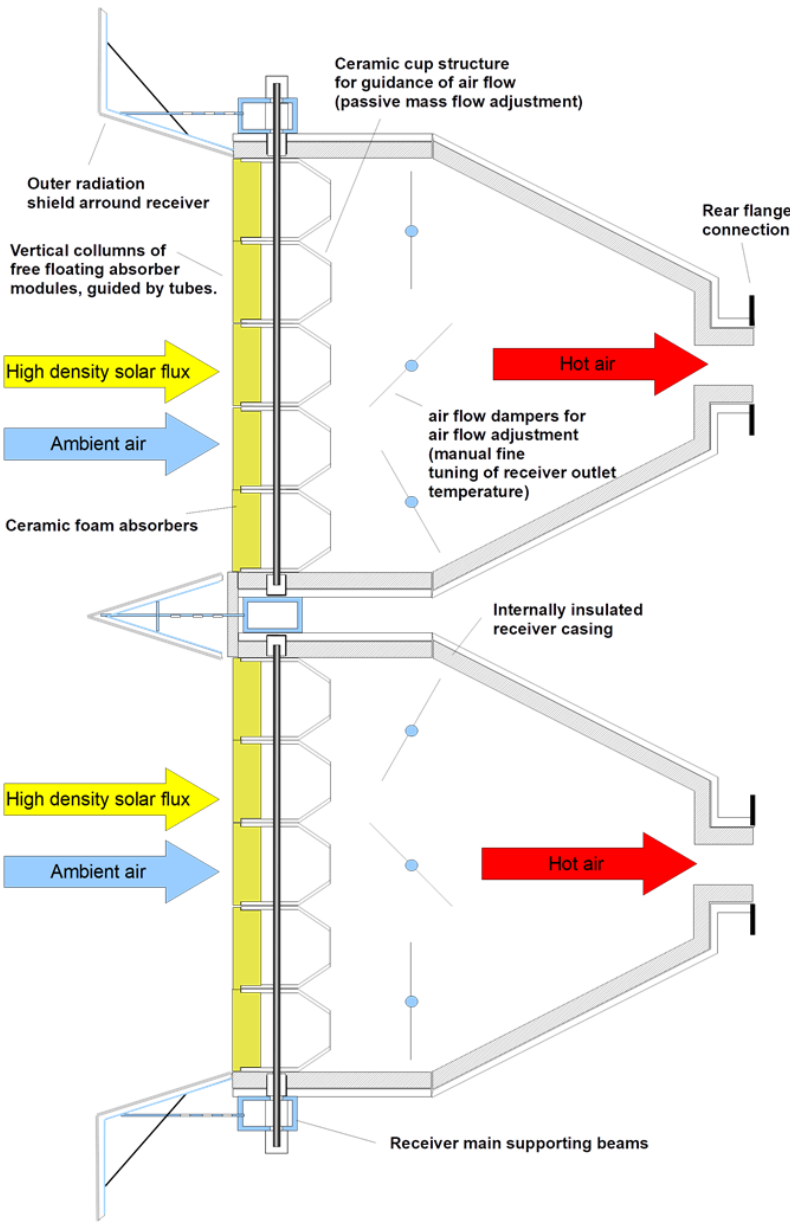 Ceramic cup structure
for guidance of air flow
(passive mass flow adjustment)
Outer radiation
shield arround receiver
Rear flange
connection
Vertical collumns of
free floating absorber
modules, guided by tubes.
High density solar flux
Hot air
Ambient air
air flow dampers for
air flow adjustment
(manual fine
tuning of receiver outlet
temperature)
Ceramic foam absorbers
Internally insulated
receiver casing
High density solar flux
Ambient air
Hot air
Receiver main supporting beams